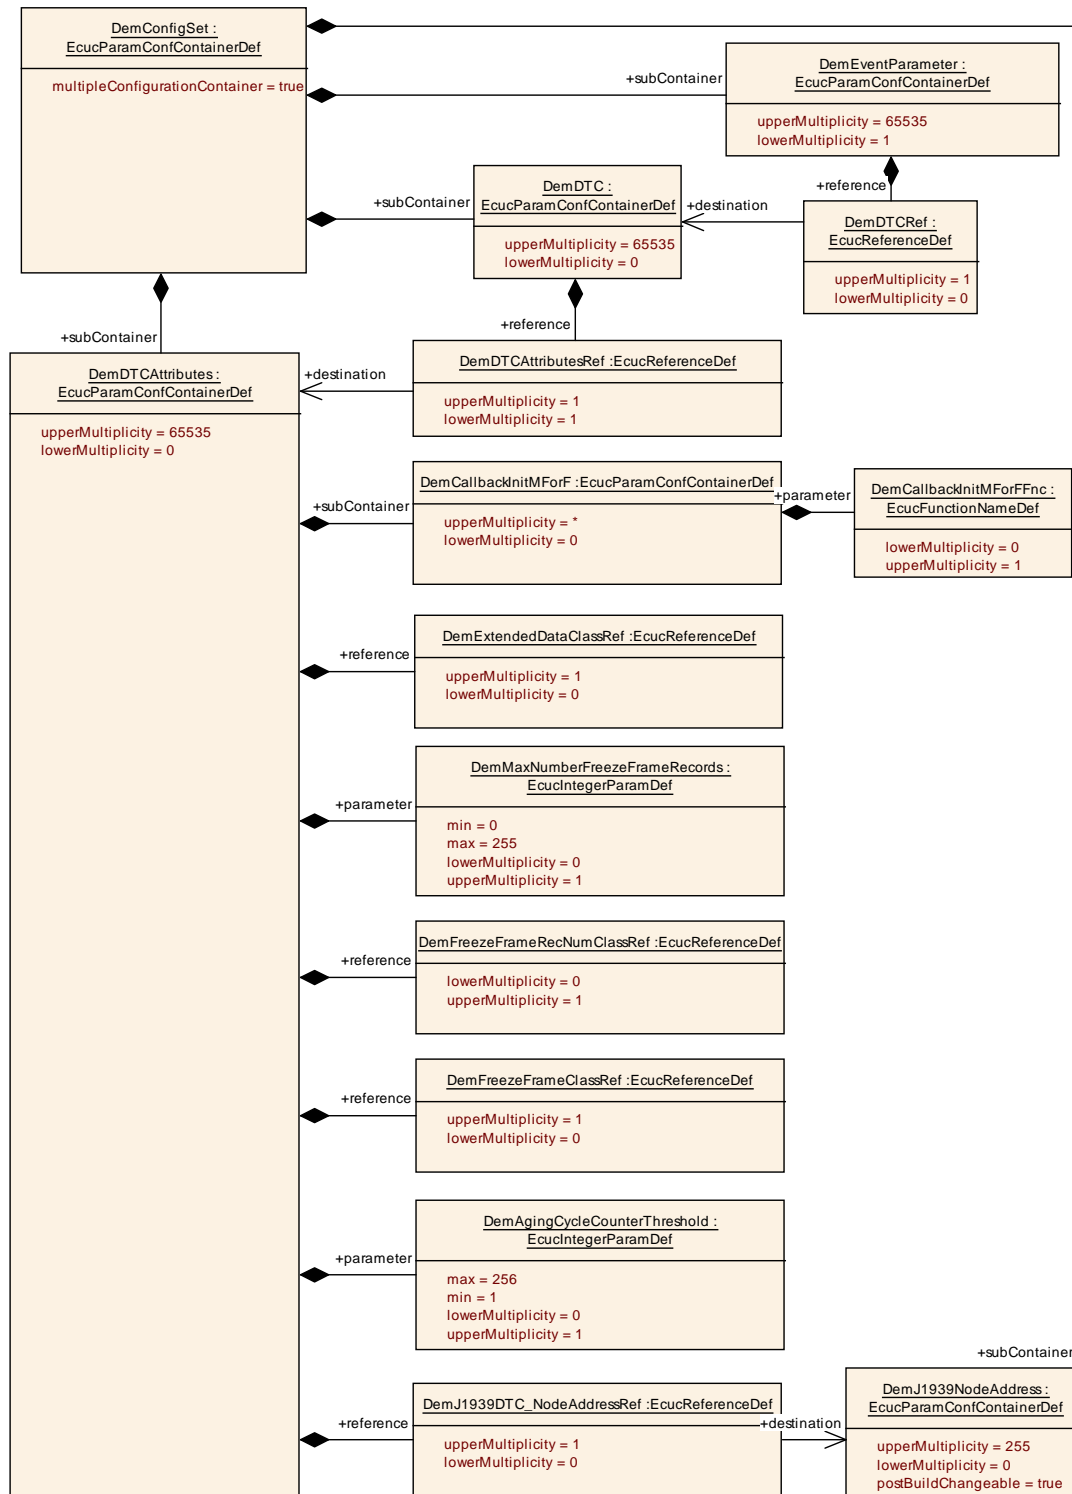 DemConfigSet :
EcucParamConfContainerDef
multipleConfigurationContainer = true
+subContainer
DemEventParameter :
EcucParamConfContainerDef
upperMultiplicity = 65535
lowerMultiplicity = 1
+reference
+subContainer
DemDTC :
EcucParamConfContainerDef
upperMultiplicity = 65535
lowerMultiplicity = 0
+destination
DemDTCRef :
EcucReferenceDef
upperMultiplicity = 1
lowerMultiplicity = 0
+reference
+subContainer
DemDTCAttributes :
EcucParamConfContainerDef
upperMultiplicity = 65535
lowerMultiplicity = 0
+destination
DemDTCAttributesRef :EcucReferenceDef
upperMultiplicity = 1
lowerMultiplicity = 1
+subContainer
DemCallbackInitMForF :EcucParamConfContainerDef
upperMultiplicity = *
lowerMultiplicity = 0
+parameter
DemCallbackInitMForFFnc :
EcucFunctionNameDef
lowerMultiplicity = 0
upperMultiplicity = 1
+reference
DemExtendedDataClassRef :EcucReferenceDef
upperMultiplicity = 1
lowerMultiplicity = 0
+parameter
DemMaxNumberFreezeFrameRecords :
EcucIntegerParamDef
min = 0
max = 255
lowerMultiplicity = 0
upperMultiplicity = 1
+reference
DemFreezeFrameRecNumClassRef :EcucReferenceDef
lowerMultiplicity = 0
upperMultiplicity = 1
+reference
DemFreezeFrameClassRef :EcucReferenceDef
upperMultiplicity = 1
lowerMultiplicity = 0
+parameter
DemAgingCycleCounterThreshold :
EcucIntegerParamDef
max = 256
min = 1
lowerMultiplicity = 0
upperMultiplicity = 1
+reference
DemJ1939DTC_NodeAddressRef :EcucReferenceDef
upperMultiplicity = 1
lowerMultiplicity = 0
+destination
+subContainer
DemJ1939NodeAddress :
EcucParamConfContainerDef
upperMultiplicity = 255
lowerMultiplicity = 0
postBuildChangeable = true